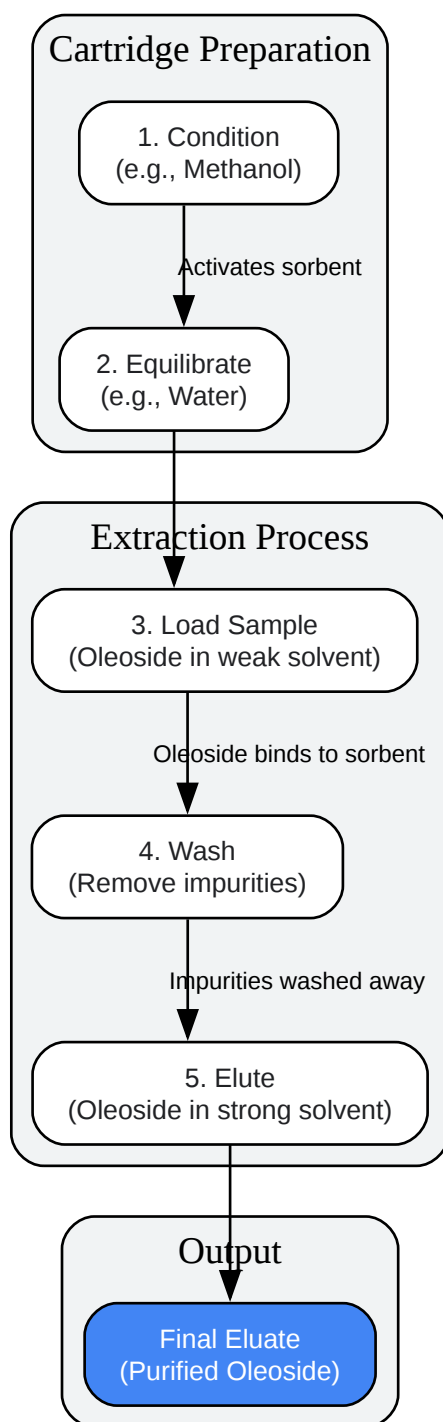 Cartridge Preparation
1. Condition
(e.g., Methanol)
Activates sorbent
2. Equilibrate
(e.g., Water)
Extraction Process
3. Load Sample
(Oleoside in weak solvent)
Oleoside binds to sorbent
4. Wash
(Remove impurities)
Impurities washed away
5. Elute
(Oleoside in strong solvent)
Output
Final Eluate
(Purified Oleoside)